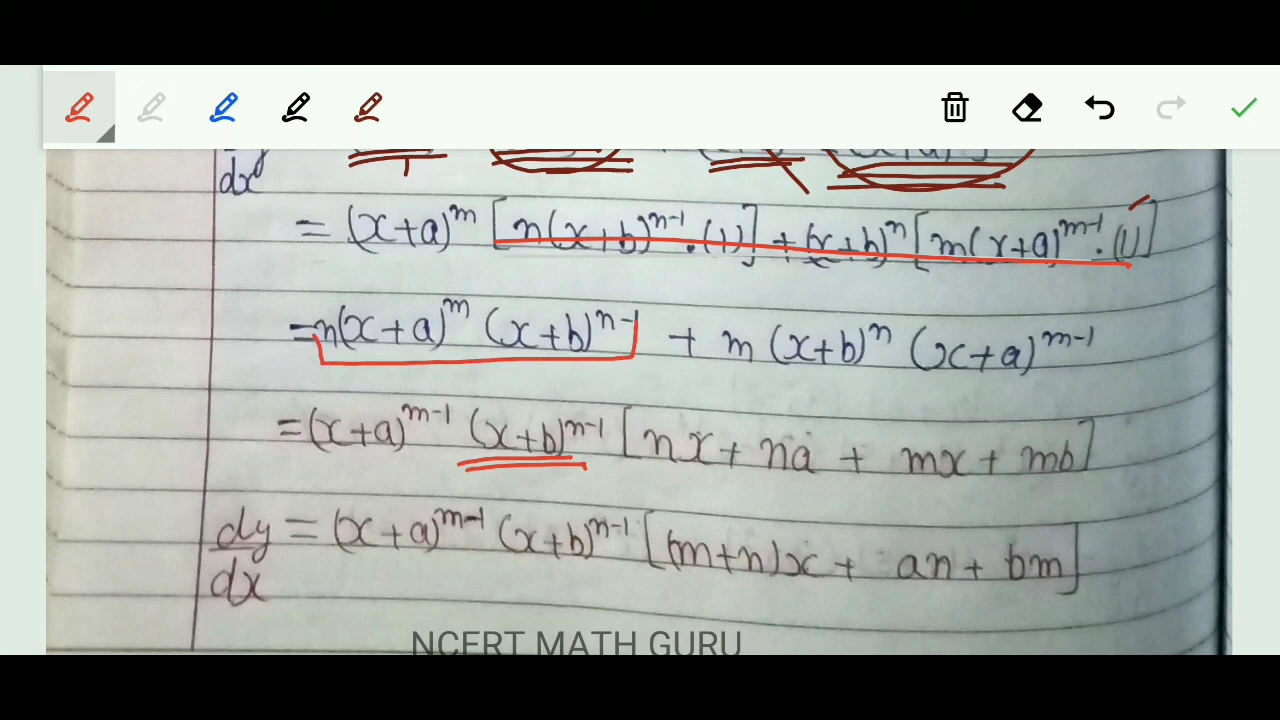 dx
= (x+a)^m [n(x+b)^{n-1}·(1)] + (x+b)^n [m(x+a)^{m-1}·(1)]
= n(x+a)^m (x+b)^{n-1} + m(x+b)^n (x+a)^{m-1}
= (x+a)^{m-1} (x+b)^{n-1} [nx + na + mx + mb]
dy/dx = (x+a)^{m-1} (x+b)^{n-1} [(m+n)x + an + bm]
NCERT MATH GURU